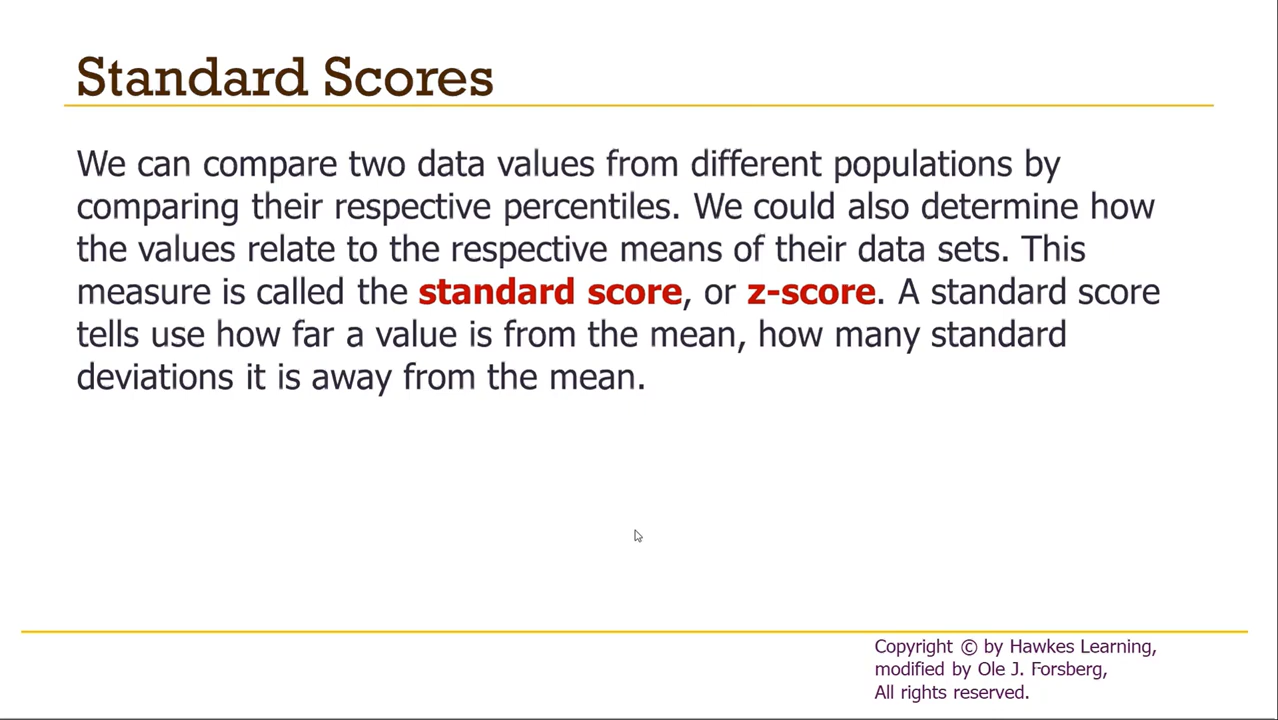 Standard Scores
We can compare two data values from different populations by
comparing their respective percentiles. We could also determine how
the values relate to the respective means of their data sets. This
measure is called the standard score, or z-score. A standard score
tells use how far a value is from the mean, how many standard
deviations it is away from the mean.
Copyright © by Hawkes Learning,
modified by Ole J. Forsberg,
All rights reserved.